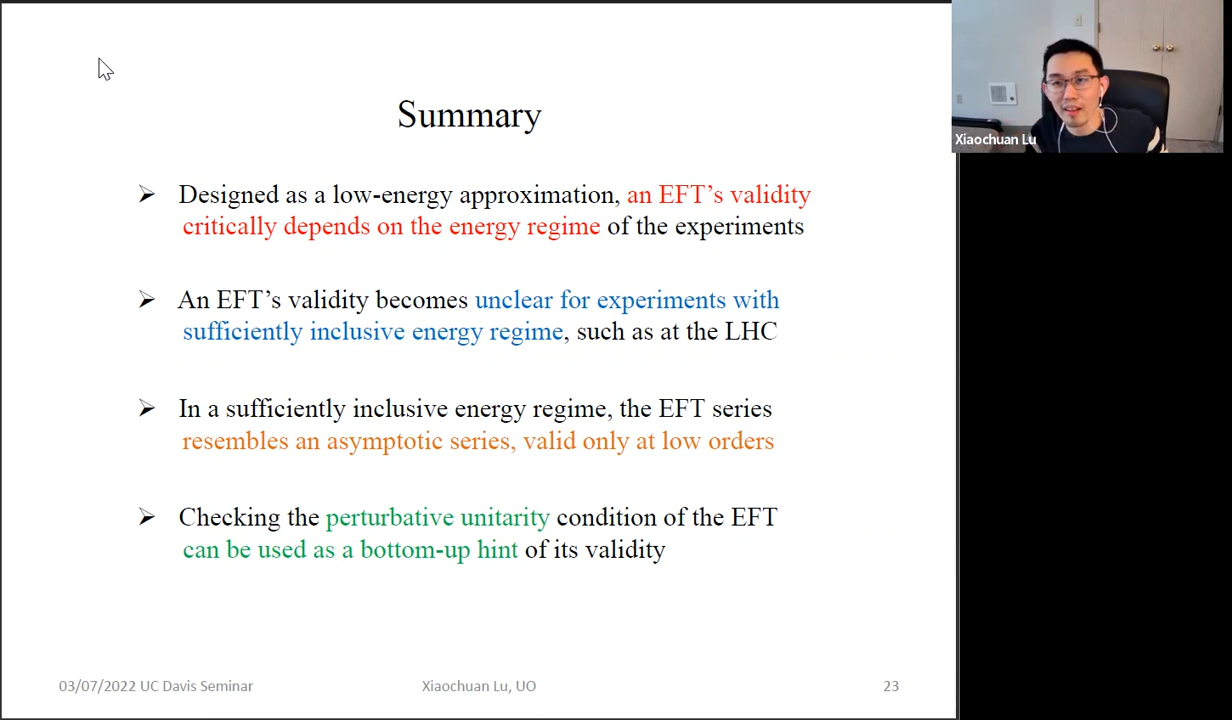 Summary
➢ Designed as a low-energy approximation, an EFT’s validity
critically depends on the energy regime of the experiments
➢ An EFT’s validity becomes unclear for experiments with
sufficiently inclusive energy regime, such as at the LHC
➢ In a sufficiently inclusive energy regime, the EFT series
resembles an asymptotic series, valid only at low orders
➢ Checking the perturbative unitarity condition of the EFT
can be used as a bottom-up hint of its validity
03/07/2022 UC Davis Seminar
Xiaochuan Lu, UO
23
Xiaochuan Lu